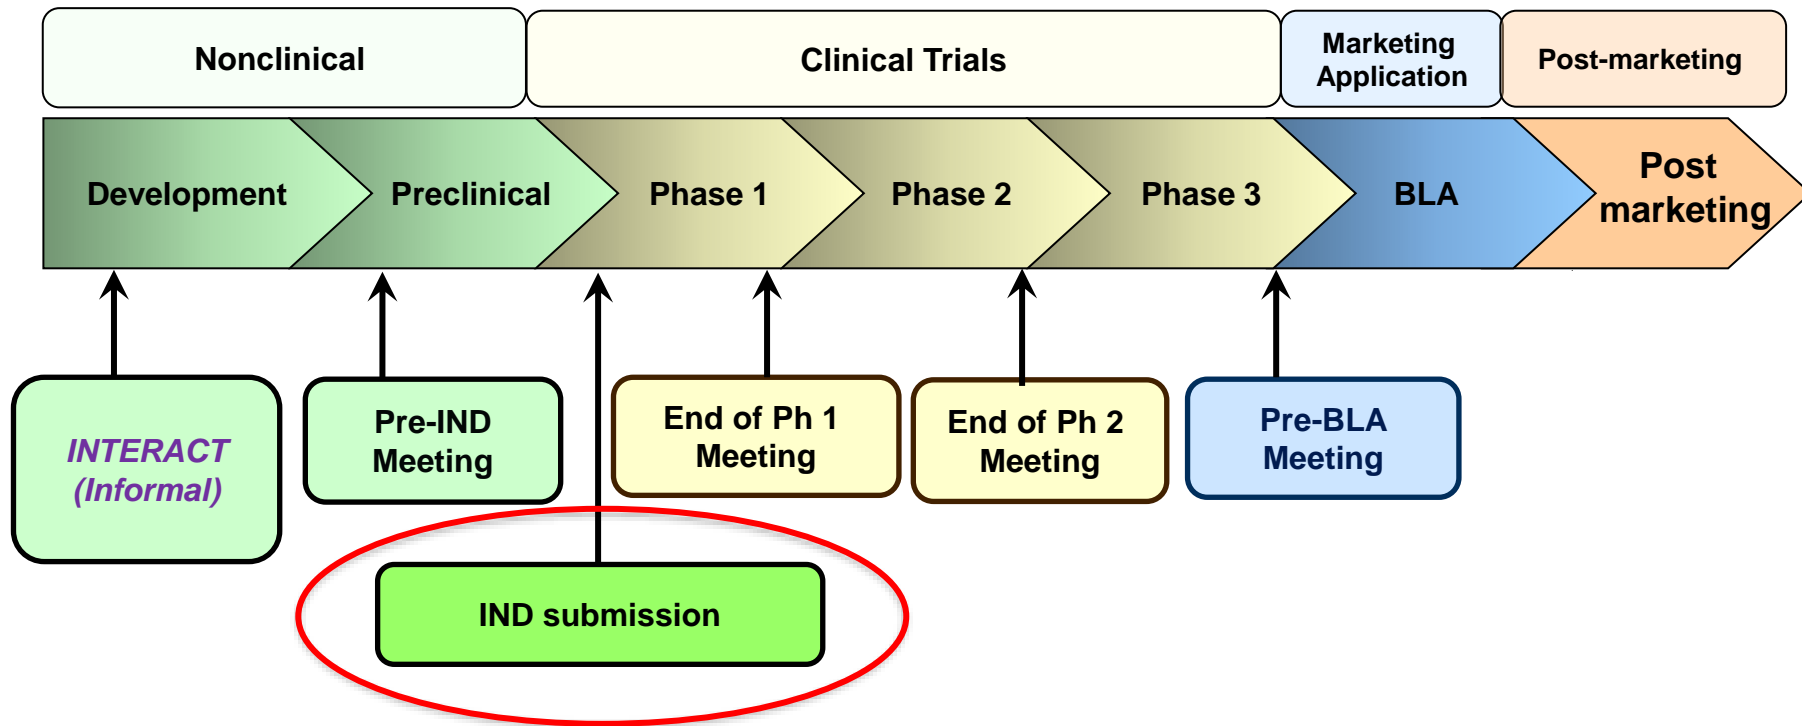 Nonclinical
Clinical Trials
Marketing
Application
Post-marketing
Development
Preclinical
Phase 1
Phase 2
Phase 3
BLA
Post
marketing
INTERACT
(Informal)
Pre-IND
Meeting
End of Ph 1
Meeting
End of Ph 2
Meeting
Pre-BLA
Meeting
IND submission